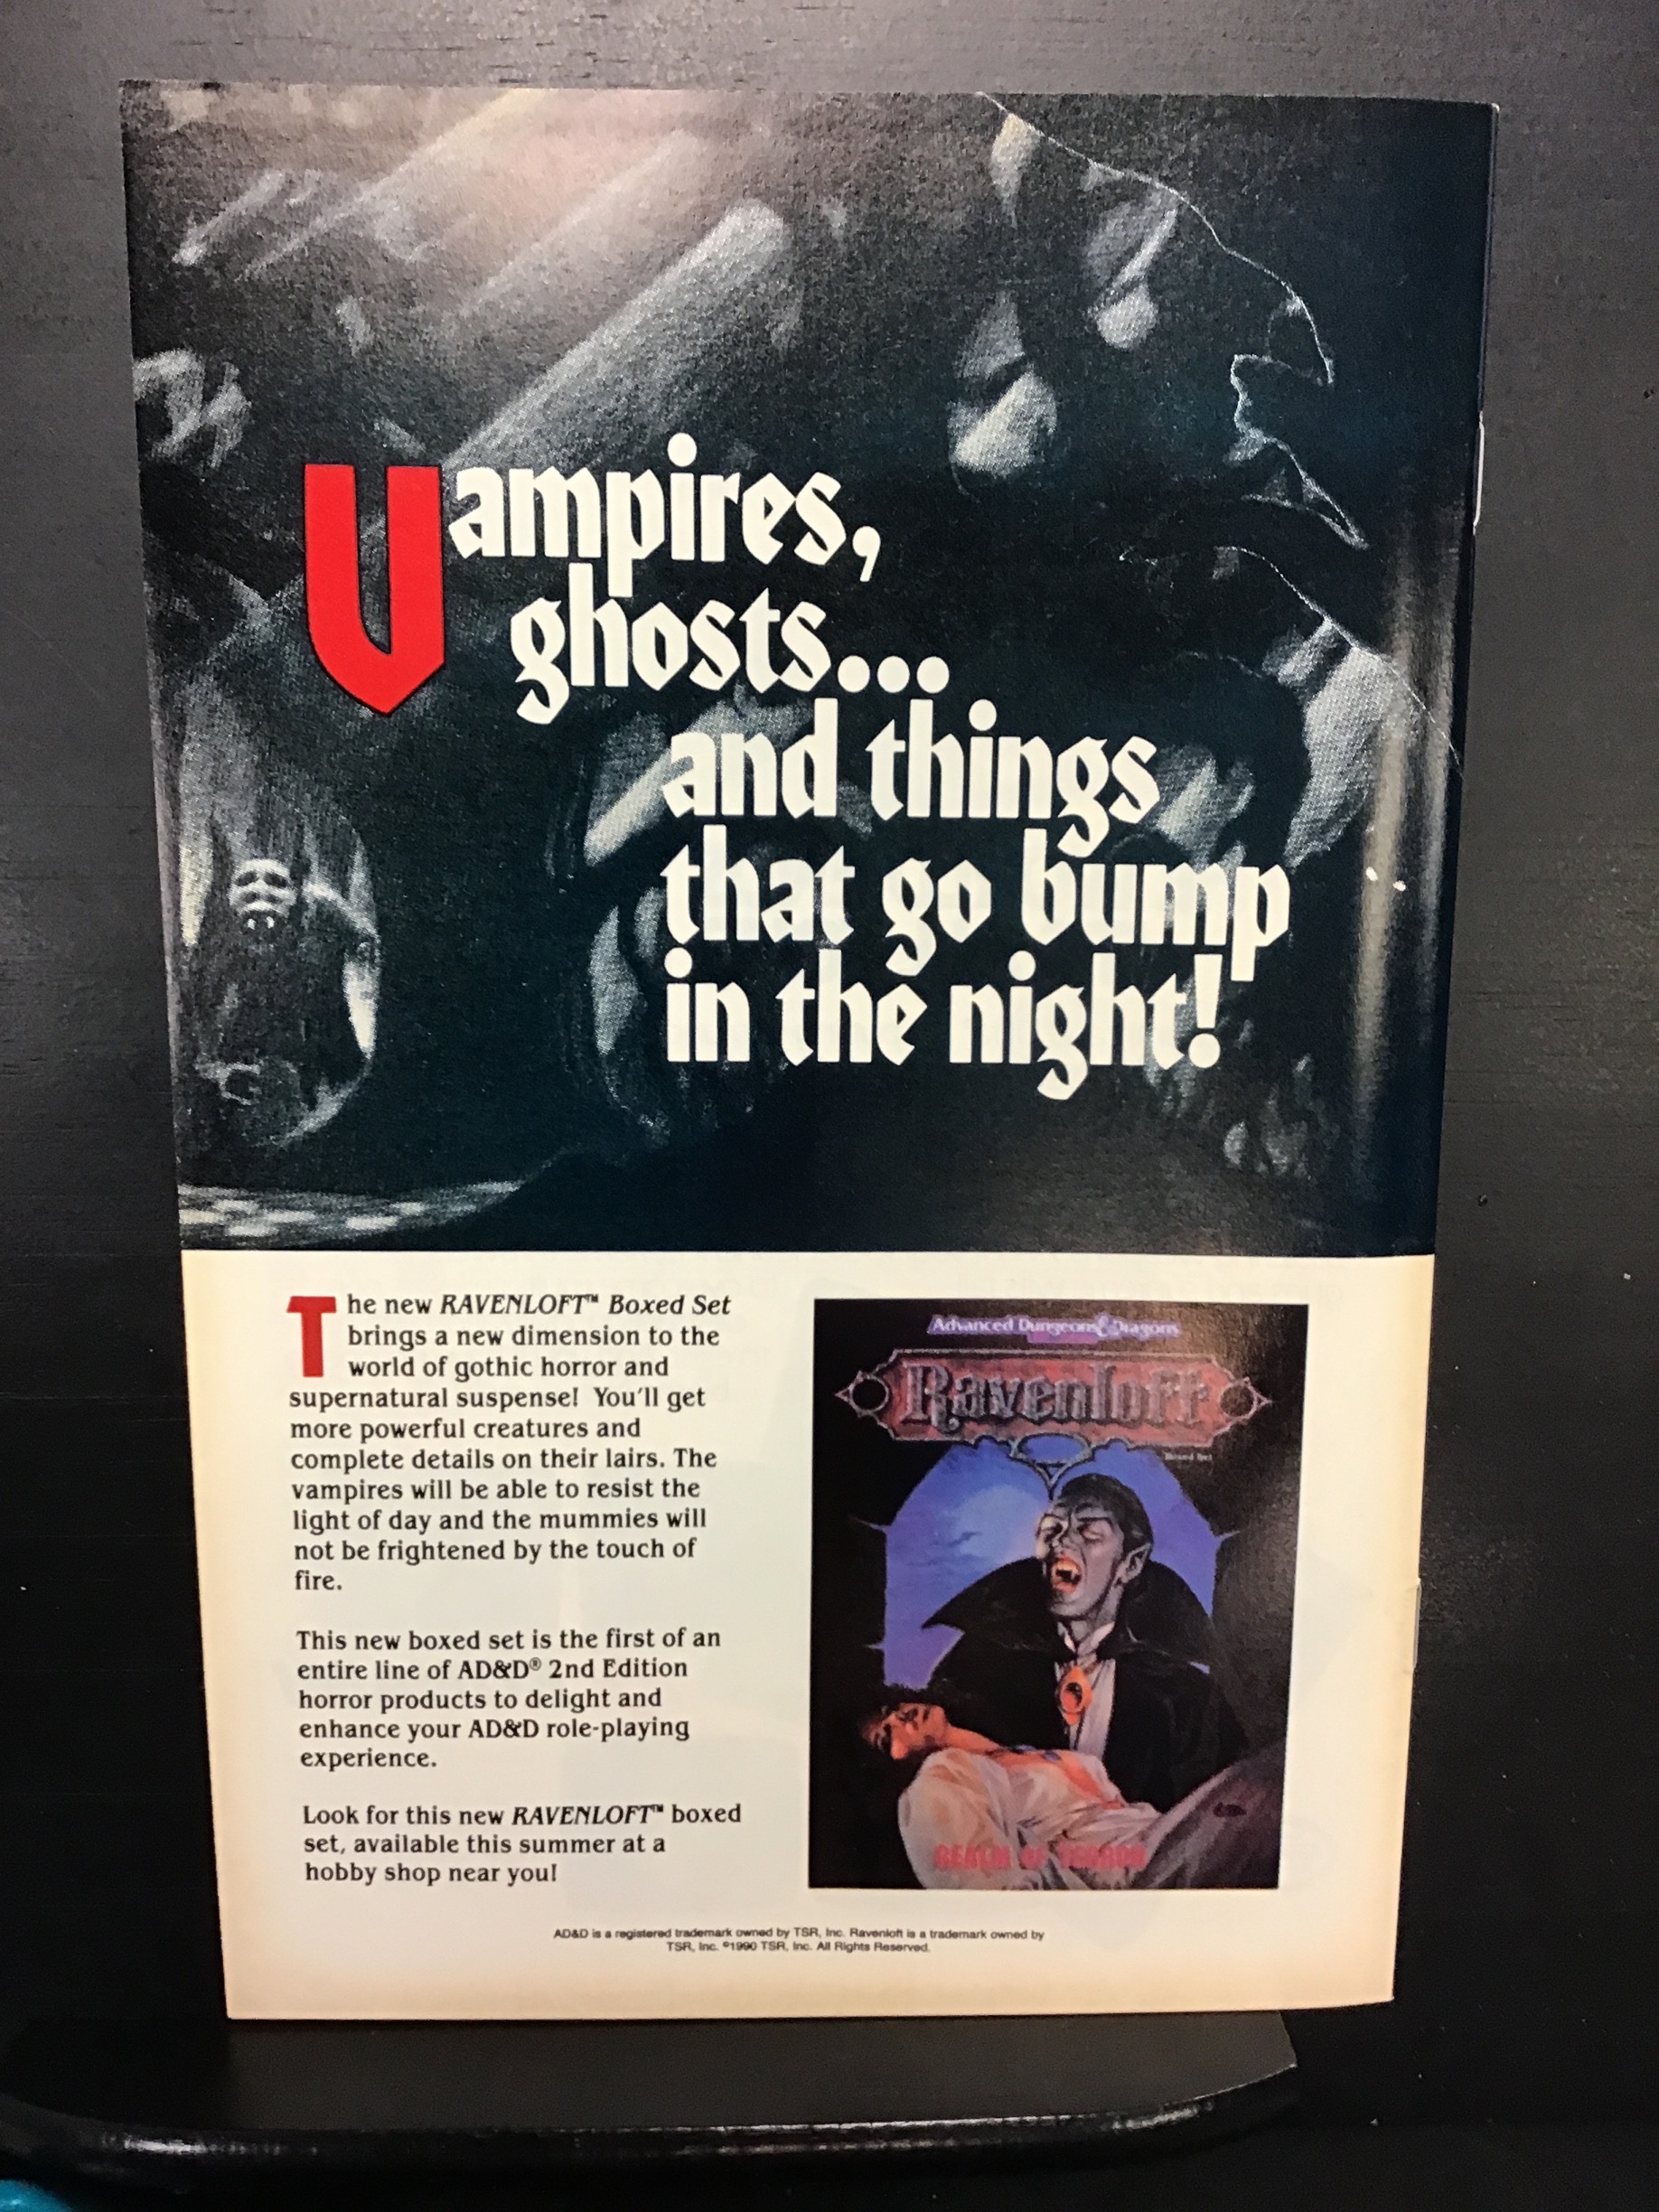 Vampires,
ghosts...
and things
that go bump
in the night!
The new RAVENLOFT™ Boxed Set
brings a new dimension to the
world of gothic horror and
supernatural suspense! You'll get
more powerful creatures and
complete details on their lairs. The
vampires will be able to resist the
light of day and the mummies will
not be frightened by the touch of
fire.
This new boxed set is the first of an
entire line of AD&D® 2nd Edition
horror products to delight and
enhance your AD&D role-playing
experience.
Look for this new RAVENLOFT™ boxed
set, available this summer at a
hobby shop near you!
Advanced Dungeons & Dragons
Ravenloft
Boxed Set
REALM OF TERROR
AD&D is a registered trademark owned by TSR, Inc. Ravenloft is a trademark owned by
TSR, Inc. ©1990 TSR, Inc. All Rights Reserved.